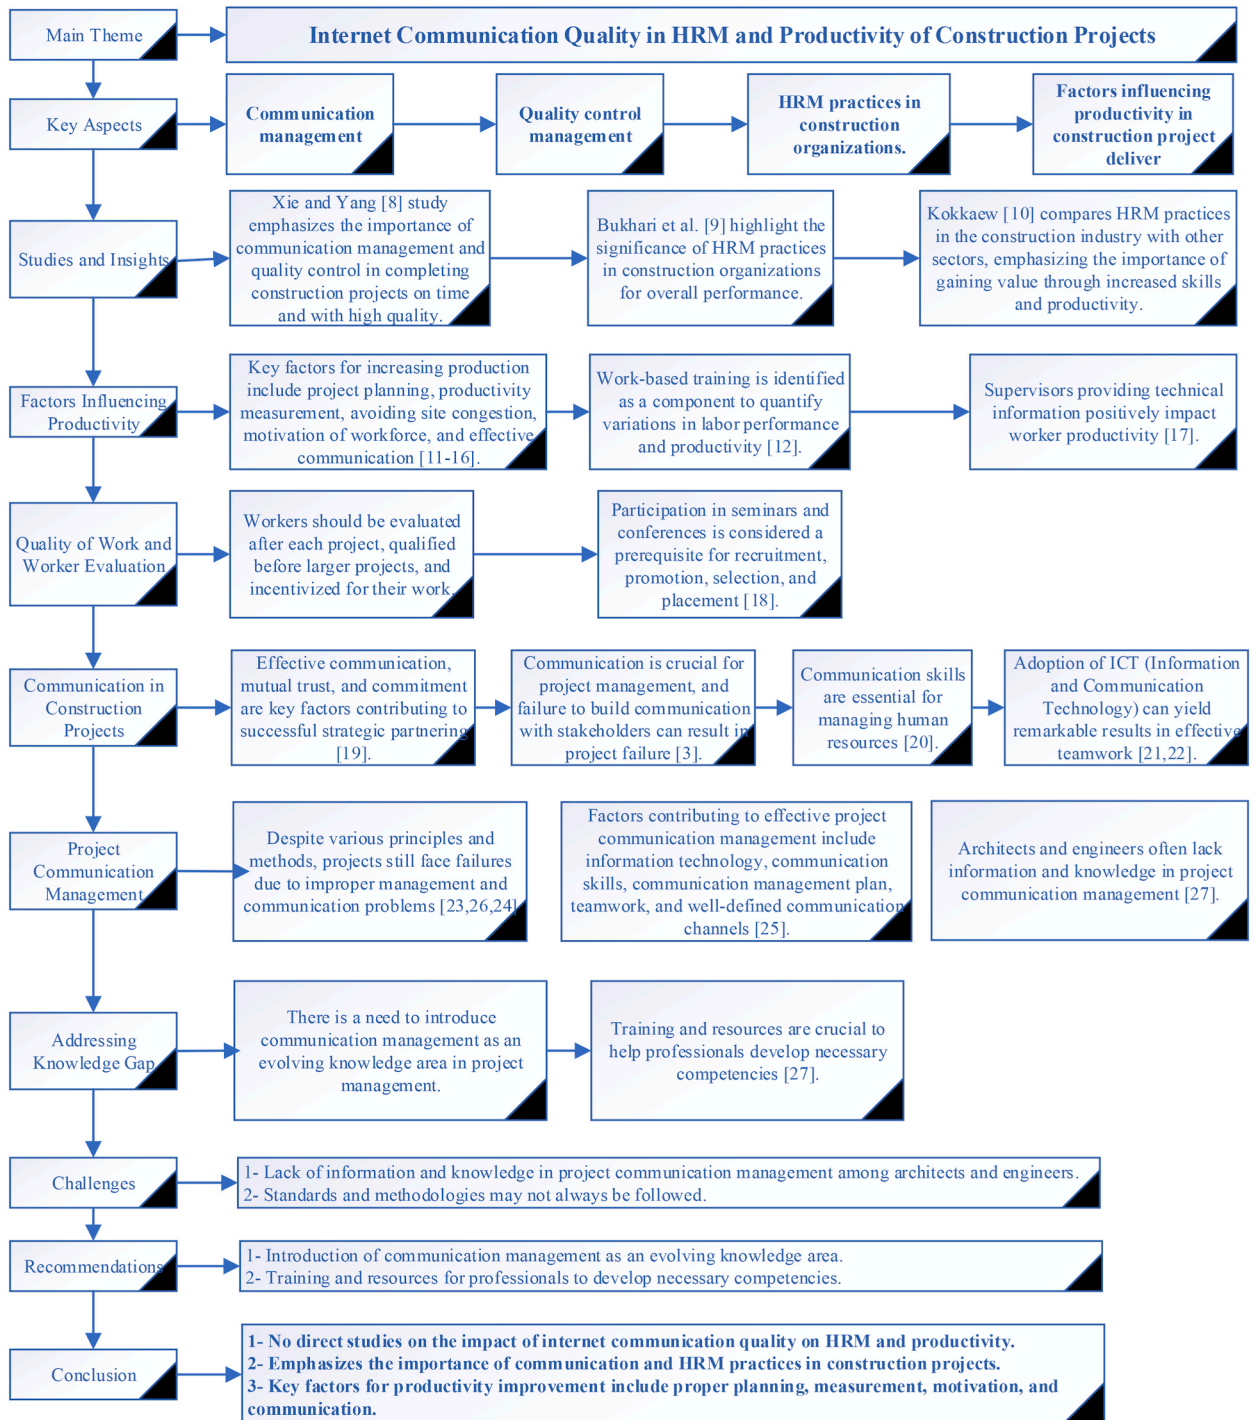 Main Theme
Internet Communication Quality in HRM and Productivity of Construction Projects
Key Aspects
Communication
management
Quality control
management
HRM practices in
construction
organizations.
Factors influencing
productivity in
construction project
deliver
Studies and Insights
Xie and Yang [8] study
emphasizes the importance of
communication management and
quality control in completing
construction projects on time
and with high quality.
Bukhari et al. [9] highlight the
significance of HRM practices
in construction organizations
for overall performance.
Kokkaew [10] compares HRM practices
in the construction industry with other
sectors, emphasizing the importance of
gaining value through increased skills
and productivity.
Factors Influencing
Productivity
Key factors for increasing production
include project planning, productivity
measurement, avoiding site congestion,
motivation of workforce, and effective
communication [11-16].
Work-based training is identified
as a component to quantify
variations in labor performance
and productivity [12].
Supervisors providing technical
information positively impact
worker productivity [17].
Quality of Work and
Worker Evaluation
Workers should be evaluated
after each project, qualified
before larger projects, and
incentivized for their work.
Participation in seminars and
conferences is considered a
prerequisite for recruitment,
promotion, selection, and
placement [18].
Communication in
Construction
Projects
Effective communication,
mutual trust, and commitment
are key factors contributing to
successful strategic partnering
[19].
Communication is crucial for
project management, and
failure to build communication
with stakeholders can result in
project failure [3].
Communication skills
are essential for
managing human
resources [20].
Adoption of ICT (Information
and Communication
Technology) can yield
remarkable results in effective
teamwork [21,22].
Project
Communication
Management
Despite various principles and
methods, projects still face failures
due to improper management and
communication problems [23,26,24]
Factors contributing to effective project
communication management include
information technology, communication
skills, communication management plan,
teamwork, and well-defined communication
channels [25].
Architects and engineers often lack
information and knowledge in project
communication management [27].
Addressing
Knowledge Gap
There is a need to introduce
communication management as an
evolving knowledge area in project
management.
Training and resources are crucial to
help professionals develop necessary
competencies [27].
Challenges
1- Lack of information and knowledge in project communication management among architects and engineers.
2- Standards and methodologies may not always be followed.
Recommendations
1- Introduction of communication management as an evolving knowledge area.
2- Training and resources for professionals to develop necessary competencies.
Conclusion
1- No direct studies on the impact of internet communication quality on HRM and productivity.
2- Emphasizes the importance of communication and HRM practices in construction projects.
3- Key factors for productivity improvement include proper planning, measurement, motivation, and
communication.